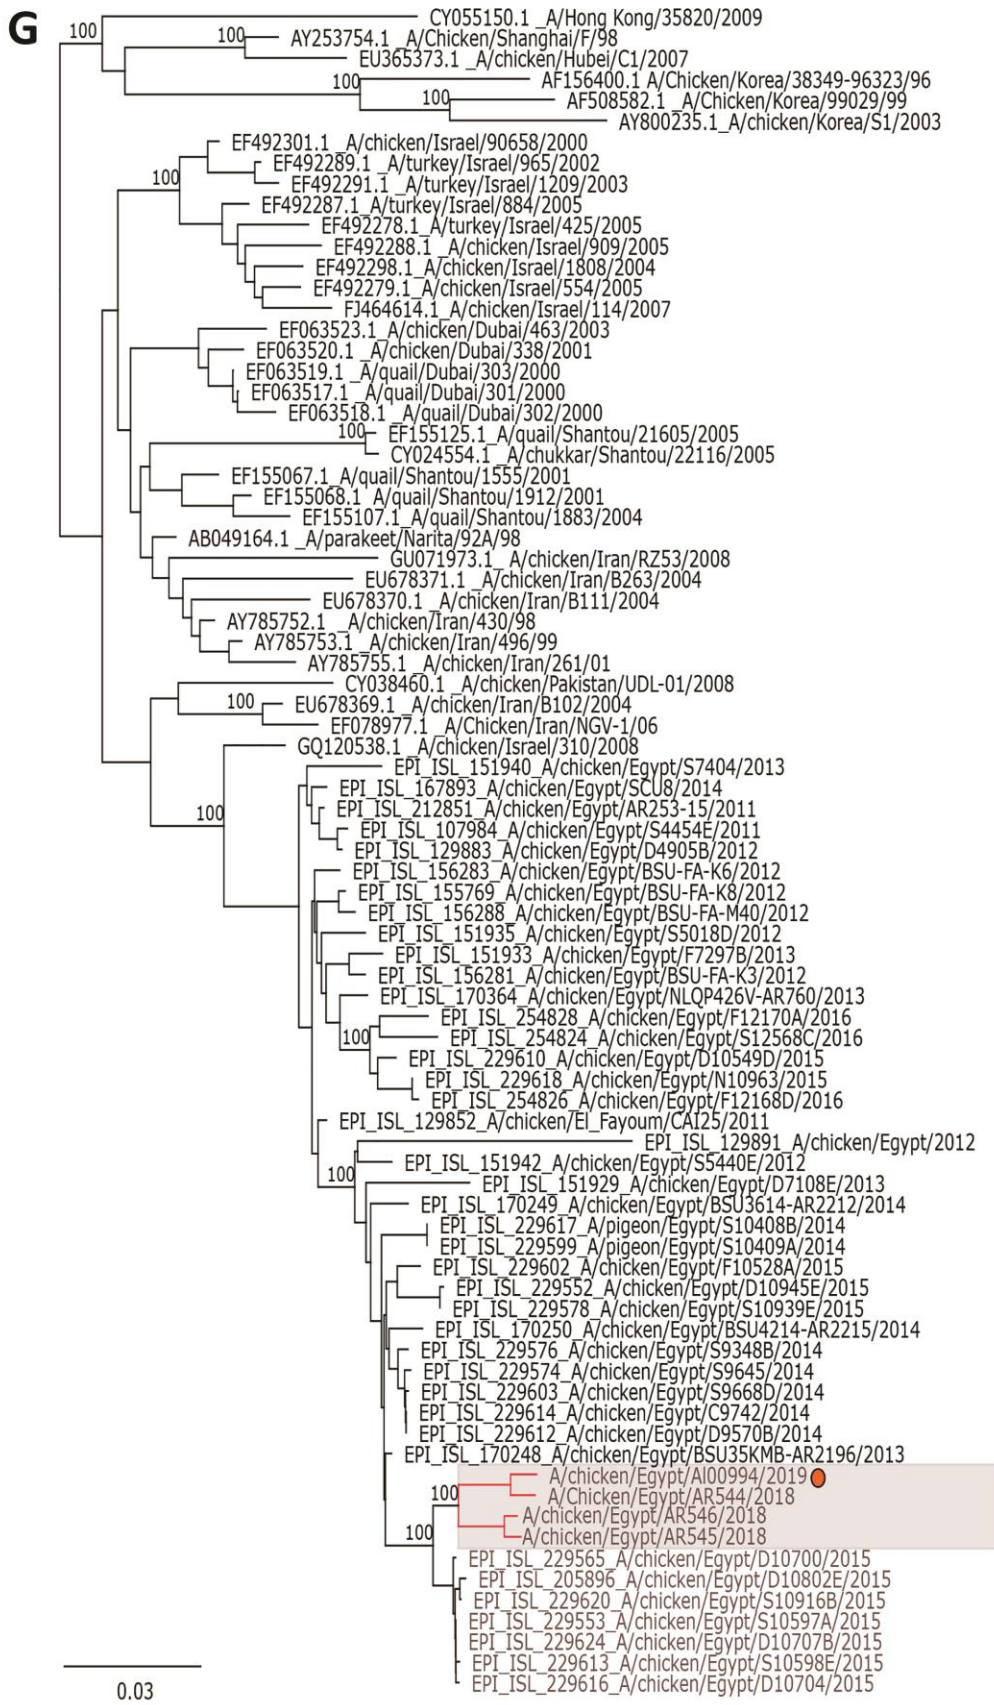 G
CY055150.1 _A/Hong Kong/35820/2009
100
100
AY253754.1 _A/Chicken/Shanghai/F/98
EU365373.1 _A/chicken/Hubei/C1/2007
100
AF156400.1 A/Chicken/Korea/38349-96323/96
100
AF508582.1 _A/Chicken/Korea/99029/99
AY800235.1_A/chicken/Korea/S1/2003
EF492301.1 _A/chicken/Israel/90658/2000
EF492289.1 _A/turkey/Israel/965/2002
100
EF492291.1 _A/turkey/Israel/1209/2003
EF492287.1_A/turkey/Israel/884/2005
EF492278.1_A/turkey/Israel/425/2005
EF492288.1 _A/chicken/Israel/909/2005
EF492298.1_A/chicken/Israel/1808/2004
EF492279.1_A/chicken/Israel/554/2005
FJ464614.1_A/chicken/Israel/114/2007
EF063523.1 _A/chicken/Dubai/463/2003
EF063520.1 _A/chicken/Dubai/338/2001
EF063519.1 _A/quail/Dubai/303/2000
EF063517.1 _A/quail/Dubai/301/2000
EF063518.1 _A/quail/Dubai/302/2000
100
EF155125.1_A/quail/Shantou/21605/2005
CY024554.1 _A/chukkar/Shantou/22116/2005
EF155067.1_A/quail/Shantou/1555/2001
EF155068.1_A/quail/Shantou/1912/2001
EF155107.1_A/quail/Shantou/1883/2004
AB049164.1 _A/parakeet/Narita/92A/98
GU071973.1_ A/chicken/Iran/RZ53/2008
EU678371.1 _A/chicken/Iran/B263/2004
EU678370.1 _A/chicken/Iran/B111/2004
AY785752.1 _A/chicken/Iran/430/98
AY785753.1 _A/chicken/Iran/496/99
AY785755.1 _A/chicken/Iran/261/01
CY038460.1 _A/chicken/Pakistan/UDL-01/2008
100
EU678369.1 _A/chicken/Iran/B102/2004
EF078977.1 _A/Chicken/Iran/NGV-1/06
GQ120538.1 _A/chicken/Israel/310/2008
EPI_ISL_151940_A/chicken/Egypt/S7404/2013
EPI_ISL_167893_A/chicken/Egypt/SCU8/2014
100
EPI_ISL_212851_A/chicken/Egypt/AR253-15/2011
EPI_ISL_107984_A/chicken/Egypt/S4454E/2011
EPI_ISL_129883_A/chicken/Egypt/D4905B/2012
EPI_ISL_156283_A/chicken/Egypt/BSU-FA-K6/2012
EPI_ISL_155769_A/chicken/Egypt/BSU-FA-K8/2012
EPI_ISL_156288_A/chicken/Egypt/BSU-FA-M40/2012
EPI_ISL_151935_A/chicken/Egypt/S5018D/2012
EPI_ISL_151933_A/chicken/Egypt/F7297B/2013
EPI_ISL_156281_A/chicken/Egypt/BSU-FA-K3/2012
EPI_ISL_170364_A/chicken/Egypt/NLQP426V-AR760/2013
EPI_ISL_254828_A/chicken/Egypt/F12170A/2016
100
EPI_ISL_254824_A/chicken/Egypt/S12568C/2016
EPI_ISL_229610_A/chicken/Egypt/D10549D/2015
EPI_ISL_229618_A/chicken/Egypt/N10963/2015
EPI_ISL_254826_A/chicken/Egypt/F12168D/2016
EPI_ISL_129852_A/chicken/El_Fayoum/CAI25/2011
EPI_ISL_129891_A/chicken/Egypt/2012
EPI_ISL_151942_A/chicken/Egypt/S5440E/2012
100
EPI_ISL_151929_A/chicken/Egypt/D7108E/2013
EPI_ISL_170249_A/chicken/Egypt/BSU3614-AR2212/2014
EPI_ISL_229617_A/pigeon/Egypt/S10408B/2014
EPI_ISL_229599_A/pigeon/Egypt/S10409A/2014
EPI_ISL_229602_A/chicken/Egypt/F10528A/2015
EPI_ISL_229552_A/chicken/Egypt/D10945E/2015
EPI_ISL_229578_A/chicken/Egypt/S10939E/2015
EPI_ISL_170250_A/chicken/Egypt/BSU4214-AR2215/2014
EPI_ISL_229576_A/chicken/Egypt/S9348B/2014
EPI_ISL_229574_A/chicken/Egypt/S9645/2014
EPI_ISL_229603_A/chicken/Egypt/S9668D/2014
EPI_ISL_229614_A/chicken/Egypt/C9742/2014
EPI_ISL_229612_A/chicken/Egypt/D9570B/2014
EPI_ISL_170248_A/chicken/Egypt/BSU35KMB-AR2196/2013
A/chicken/Egypt/AI00994/2019
100
A/Chicken/Egypt/AR544/2018
A/chicken/Egypt/AR546/2018
100
A/chicken/Egypt/AR545/2018
EPI_ISL_229565_A/chicken/Egypt/D10700/2015
EPI_ISL_205896_A/chicken/Egypt/D10802E/2015
EPI_ISL_229620_A/chicken/Egypt/S10916B/2015
EPI_ISL_229553_A/chicken/Egypt/S10597A/2015
EPI_ISL_229624_A/chicken/Egypt/D10707B/2015
EPI_ISL_229613_A/chicken/Egypt/S10598E/2015
EPI_ISL_229616_A/chicken/Egypt/D10704/2015
0.03